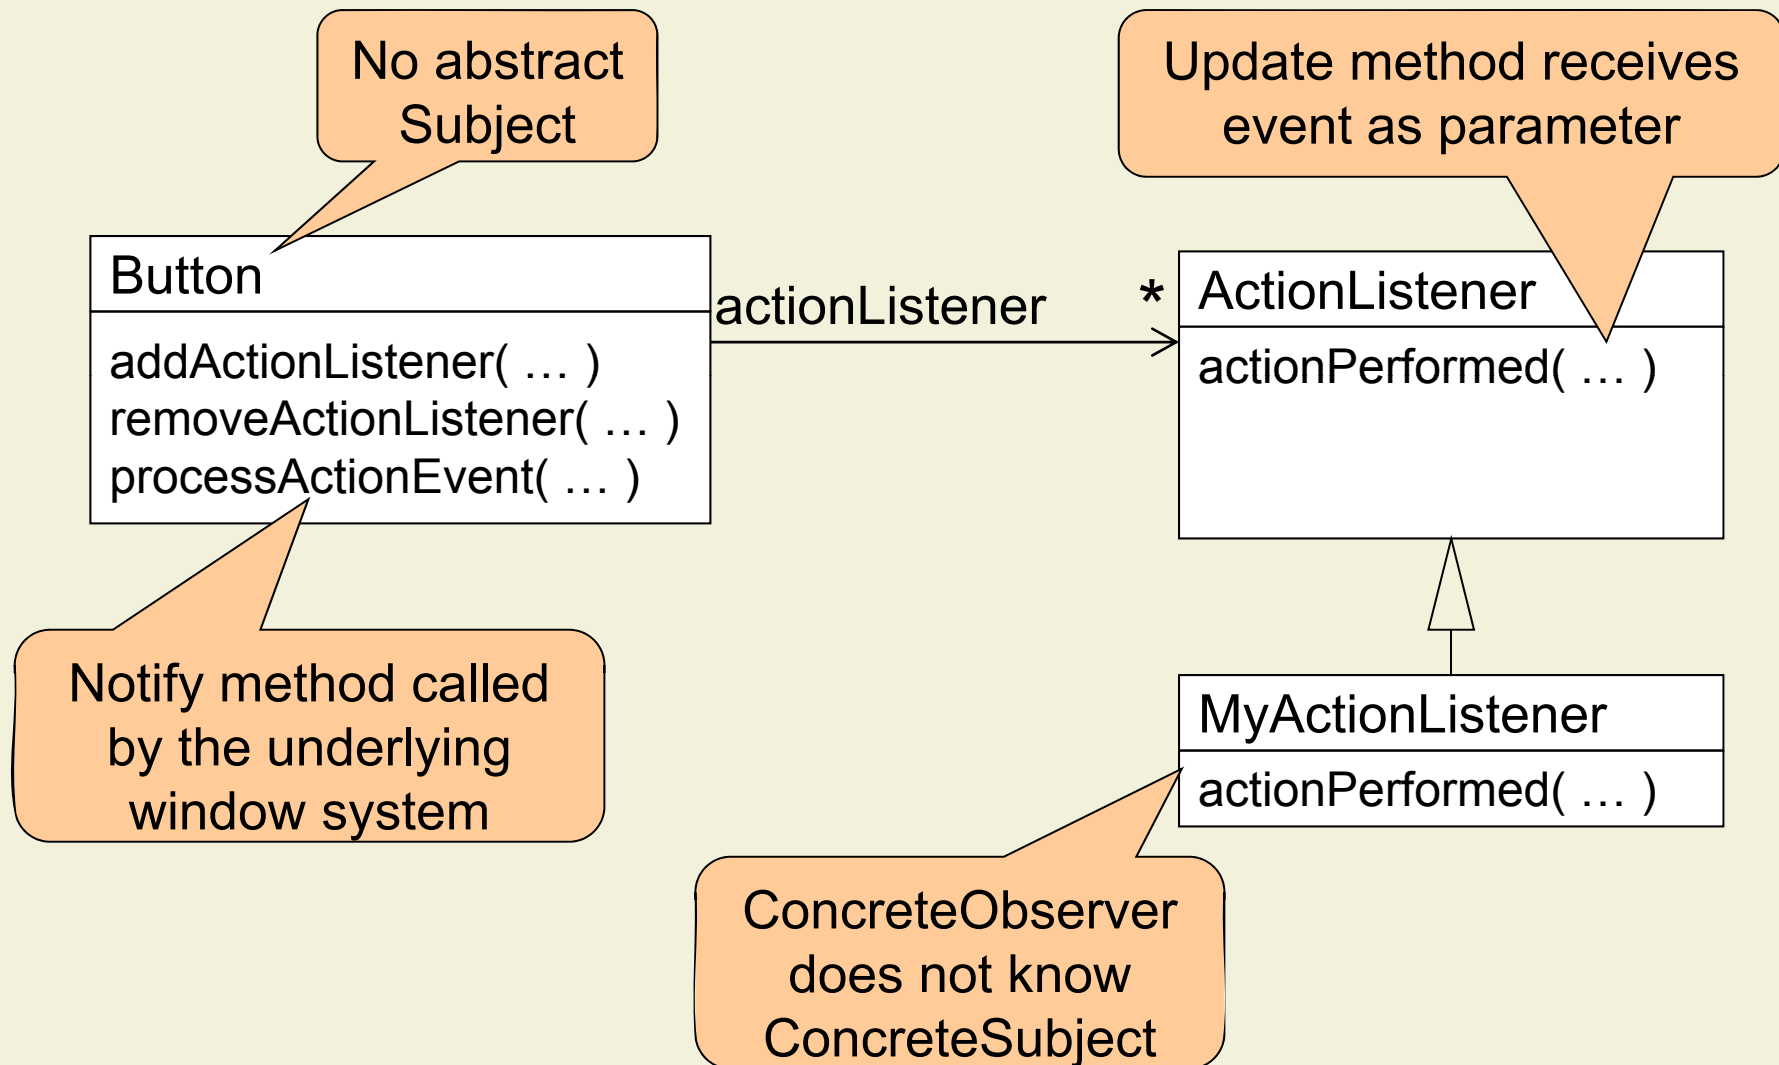 No abstract
Subject
Update method receives
event as parameter
Button
addActionListener( … )
removeActionListener( … )
processActionEvent( … )
actionListener
*
ActionListener
actionPerformed( … )
Notify method called
by the underlying
window system
MyActionListener
actionPerformed( … )
ConcreteObserver
does not know
ConcreteSubject